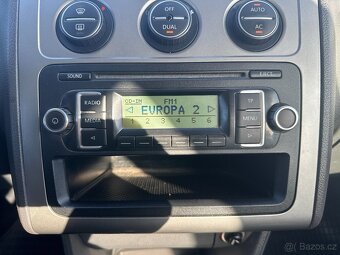 OFF
DUAL
AUTO
AC
SOUND
EJECT
CD-IN FM1
RADIO
MEDIA
EUROPA 2
1 2 3 4 5 6
TP
MENU
© Bazoš.cz